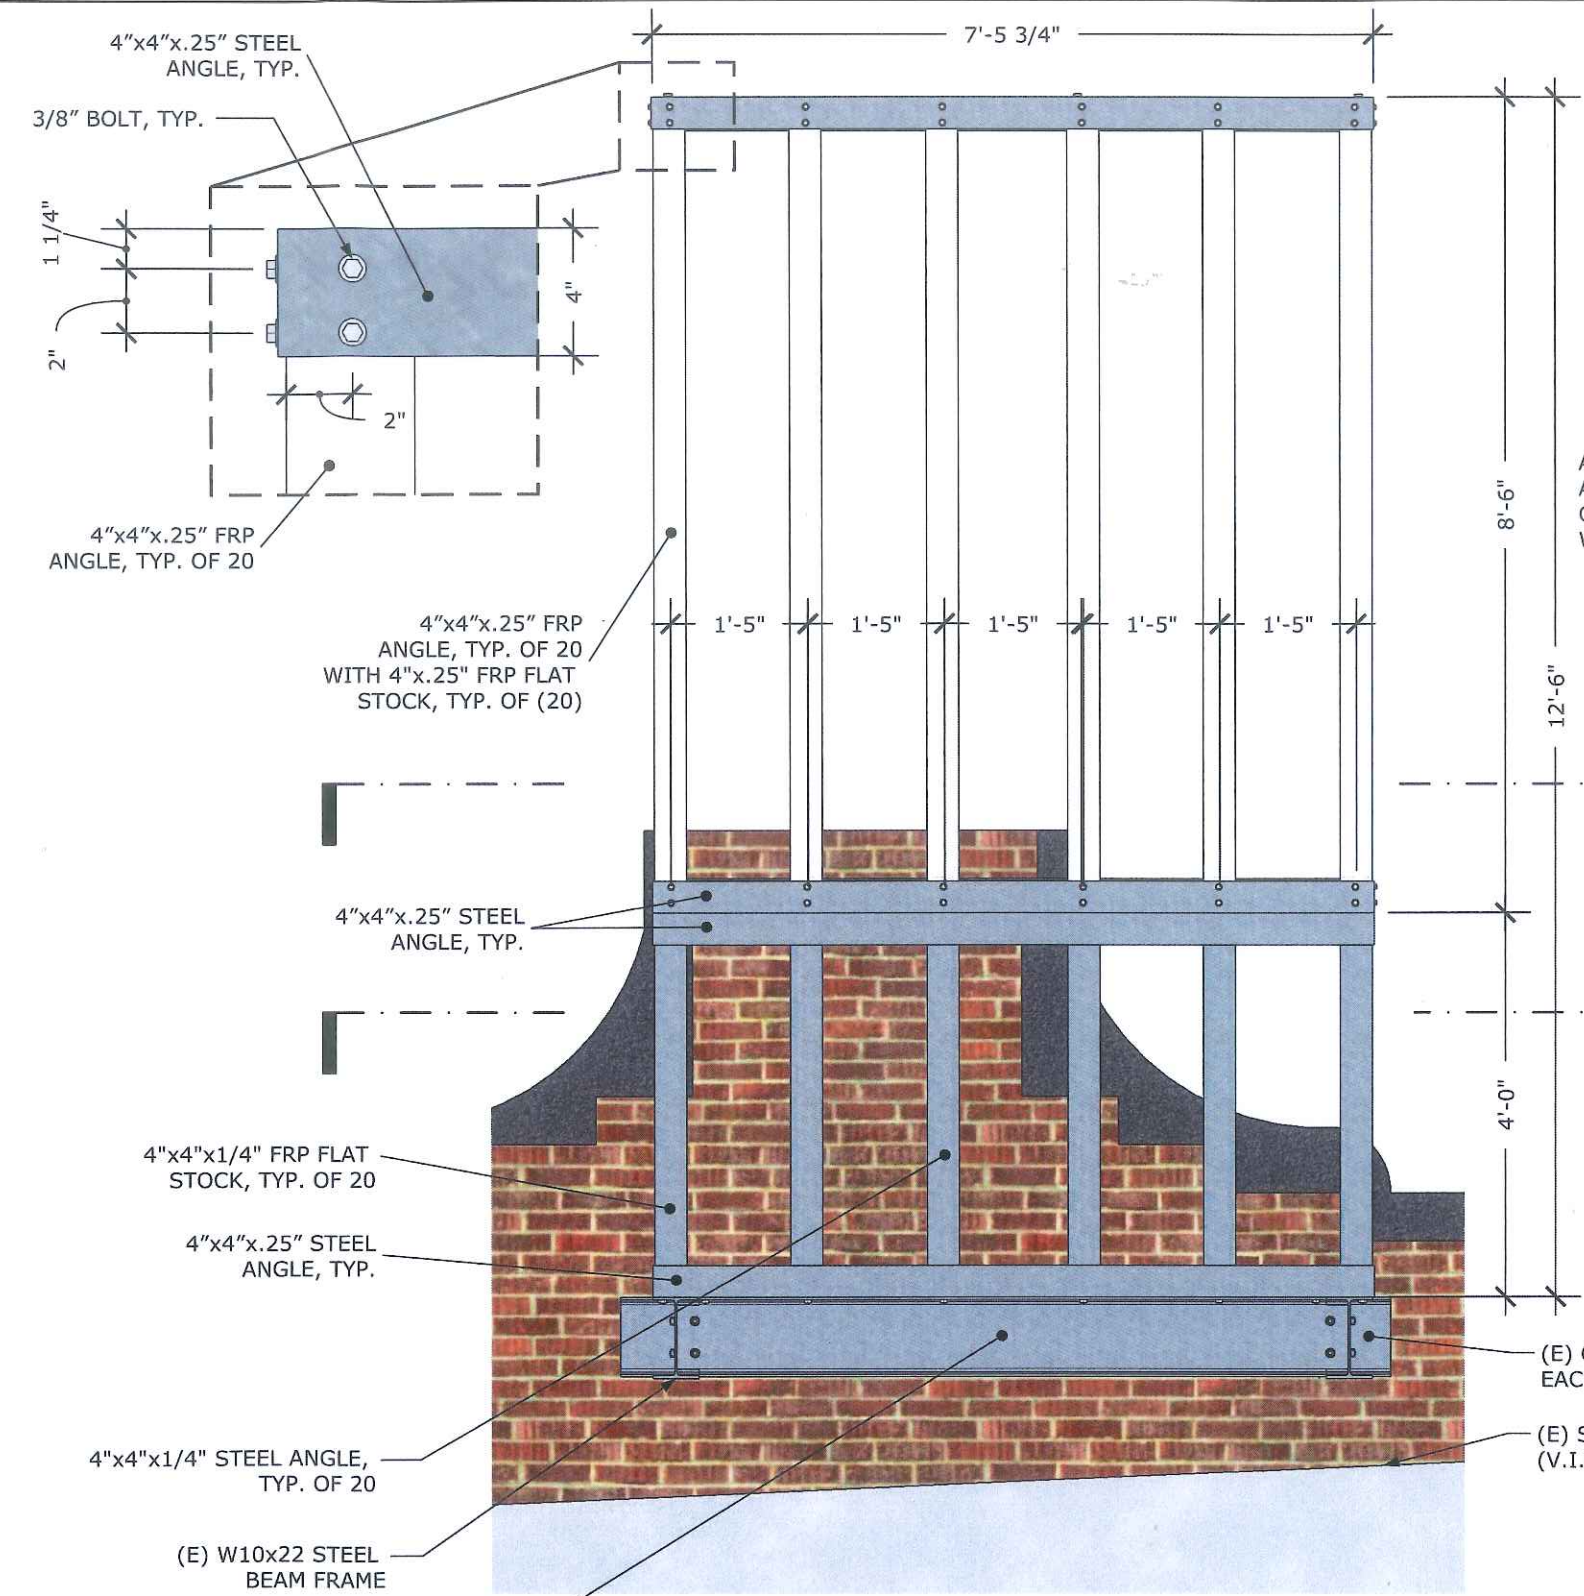 7'-5 3/4"
4"x4"x.25" STEEL
ANGLE, TYP.
3/8" BOLT, TYP.
1 1/4"
2"
4"
2"
4"x4"x.25" FRP
ANGLE, TYP. OF 20
4"x4"x.25" FRP
ANGLE, TYP. OF 20
WITH 4"x.25" FRP FLAT
STOCK, TYP. OF (20)
1'-5"
1'-5"
1'-5"
1'-5"
1'-5"
8'-6"
12'-6"
4'-0"
4"x4"x.25" STEEL
ANGLE, TYP.
4"x4"x1/4" FRP FLAT
STOCK, TYP. OF 20
4"x4"x.25" STEEL
ANGLE, TYP.
4"x4"x1/4" STEEL ANGLE,
TYP. OF 20
(E) W10x22 STEEL
BEAM FRAME
(E)
EAC
(E) S
(V.I.